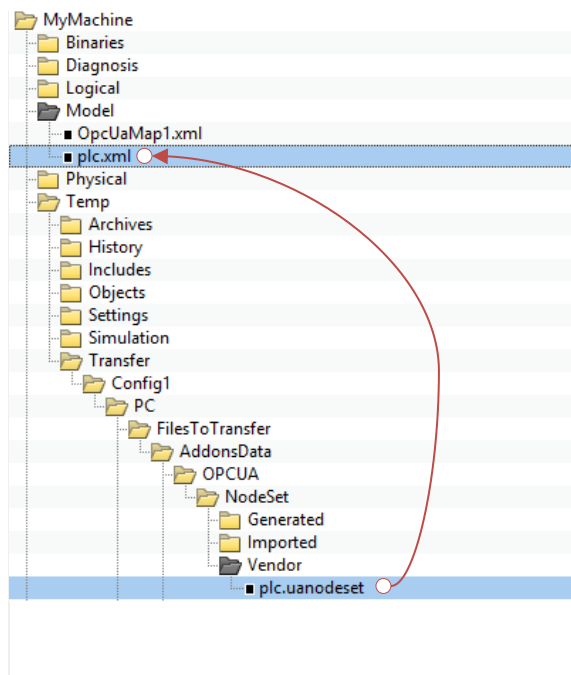 MyMachine
Binaries
Diagnosis
Logical
Model
OpcUaMap1.xml
plc.xml
Physical
Temp
Archives
History
Includes
Objects
Settings
Simulation
Transfer
Config1
PC
FilesToTransfer
AddonsData
OPCUA
NodeSet
Generated
Imported
Vendor
plc.uanodeset